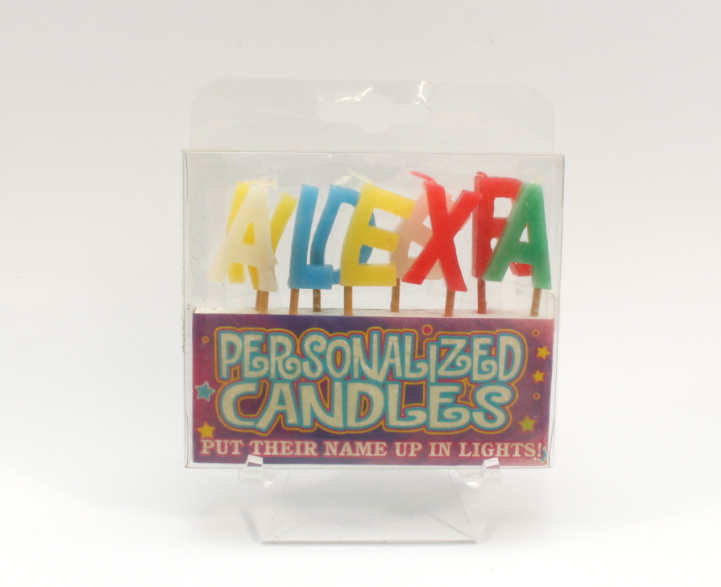 ALEXA
PERSONALIZED
CANDLES
PUT THEIR NAME UP IN LIGHTS!